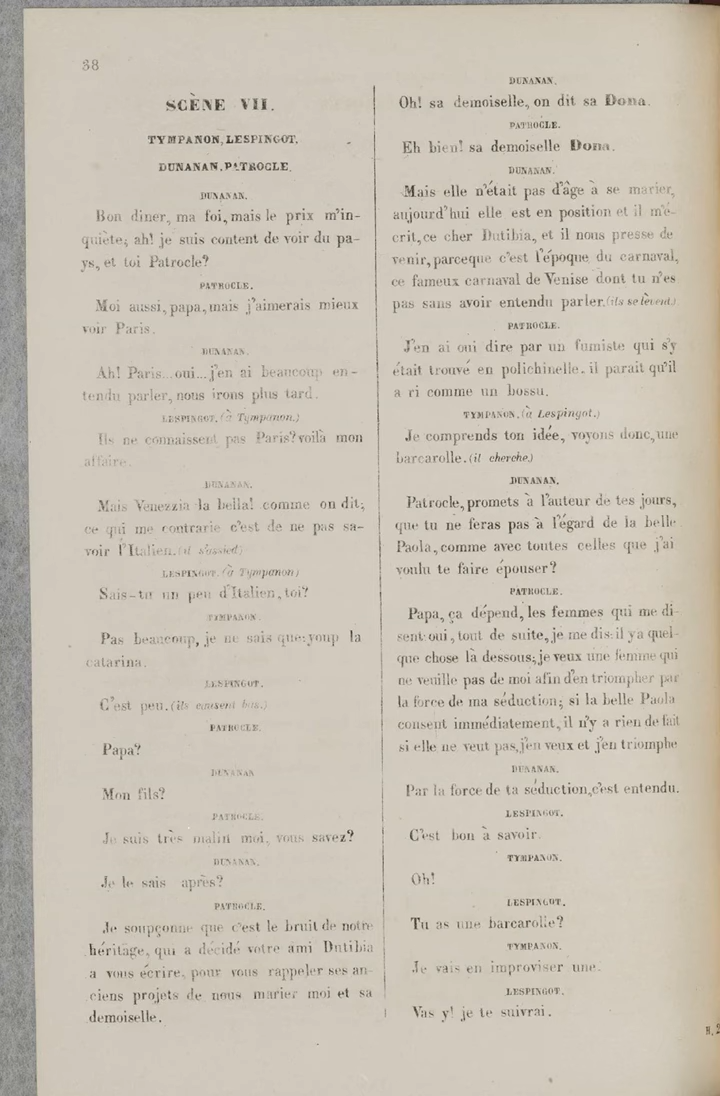 38
SCÈNE VII.
TYMPANON, LESPINGOT.
DUNANAN, PATROCLE.
DUNANAN.
Bon diner, ma foi, mais le prix m'in-
quiète; ah! je suis content de voir du pa-
ys, et toi Patrocle?
PATROCLE.
Moi aussi, papa, mais j'aimerais mieux
voir Paris.
DUNANAN.
Ah! Paris...oui...j'en ai beaucoup en-
tendu parler, nous irons plus tard.
LESPINGOT. (à Tympanon.)
Ils ne connaissent pas Paris? voilà mon
affaire.
DUNANAN.
Mais Venezzia la bella! comme on dit;
ce qui me contrarie c'est de ne pas sa-
voir l'Italien. (il s'assied)
LESPINGOT. (à Tympanon)
Sais-tu un peu d'Italien, toi?
TYMPANON.
Pas beaucoup, je ne sais que: youp la
catarina.
LESPINGOT.
C'est peu. (ils causent bas.)
PATROCLE.
Papa?
DUNANAN
Mon fils?
PATROCLE.
Je suis très malin moi, vous savez?
DUNANAN.
Je le sais après?
PATROCLE.
Je soupçonne que c'est le bruit de notre
héritage, qui a décidé votre ami Dutibia
a vous écrire, pour vous rappeler ses an-
ciens projets de nous marier moi et sa
demoiselle.
DUNANAN.
Oh! sa demoiselle, on dit sa Dona.
PATROCLE.
Eh bien! sa demoiselle Dona.
DUNANAN.
Mais elle n'était pas d'âge à se marier,
aujourd'hui elle est en position et il m'é-
crit, ce cher Dutibia, et il nous presse de
venir, parceque c'est l'époque du carnaval,
ce fameux carnaval de Venise dont tu n'es
pas sans avoir entendu parler. (ils se lèvent.)
PATROCLE.
J'en ai oui dire par un fumiste qui s'y
était trouvé en polichinelle. il parait qu'il
a ri comme un bossu.
TYMPANON. (à Lespingot.)
Je comprends ton idée, voyons donc, une
barcarolle. (il cherche.)
DUNANAN.
Patrocle, promets à l'auteur de tes jours,
que tu ne feras pas à l'égard de la belle
Paola, comme avec toutes celles que j'ai
voulu te faire épouser?
PATROCLE.
Papa, ça dépend, les femmes qui me di-
sent oui, tout de suite, je me dis: il y a quel-
que chose là dessous; je veux une femme qui
ne veuille pas de moi afin d'en triompher par
la force de ma séduction; si la belle Paola
consent immédiatement, il n'y a rien de fait
si elle ne veut pas, j'en veux et j'en triomphe
DUNANAN.
Par la force de ta séduction, c'est entendu.
LESPINGOT.
C'est bon à savoir.
TYMPANON.
Oh!
LESPINGOT.
Tu as une barcarolle?
TYMPANON.
Je vais en improviser une.
LESPINGOT.
Vas y! je te suivrai.